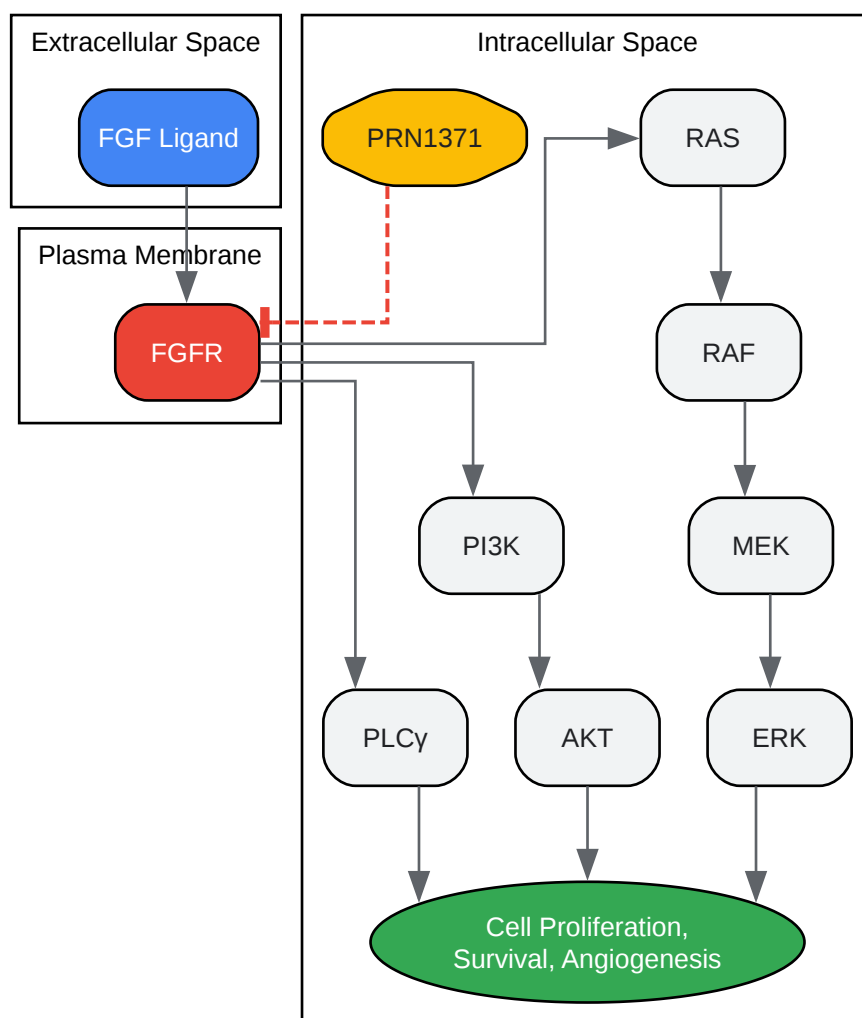 Extracellular Space
Intracellular Space
FGF Ligand
PRN1371
RAS
Plasma Membrane
FGFR
RAF
PI3K
MEK
PLCγ
AKT
ERK
Cell Proliferation,
Survival, Angiogenesis